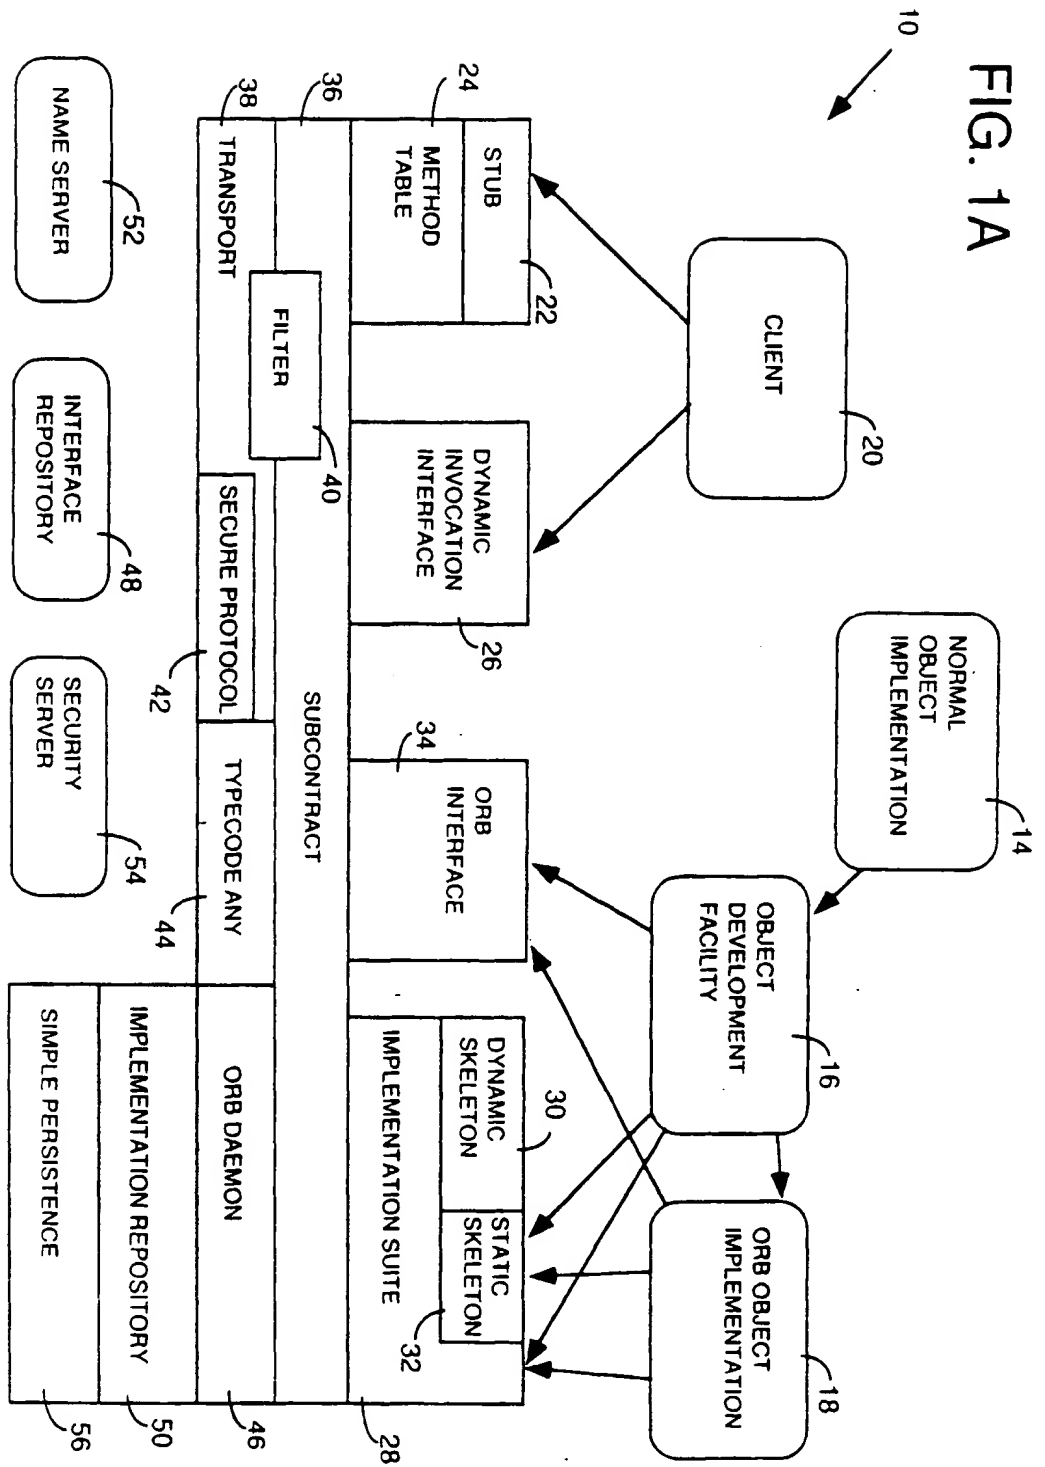 FIG. 1A
10
CLIENT
20
NORMAL
OBJECT
IMPLEMENTATION
14
OBJECT
DEVELOPMENT
FACILITY
16
ORB OBJECT
IMPLEMENTATION
18
STUB
22
24
METHOD
TABLE
DYNAMIC
INVOCATION
INTERFACE
26
34
ORB
INTERFACE
DYNAMIC
SKELETON
30
STATIC
SKELETON
32
IMPLEMENTATION SUITE
28
36
SUBCONTRACT
FILTER
40
38
TRANSPORT
SECURE PROTOCOL
42
TYPECODE ANY
44
ORB DAEMON
46
IMPLEMENTATION REPOSITORY
50
SIMPLE PERSISTENCE
56
NAME SERVER
52
INTERFACE
REPOSITORY
48
SECURITY
SERVER
54